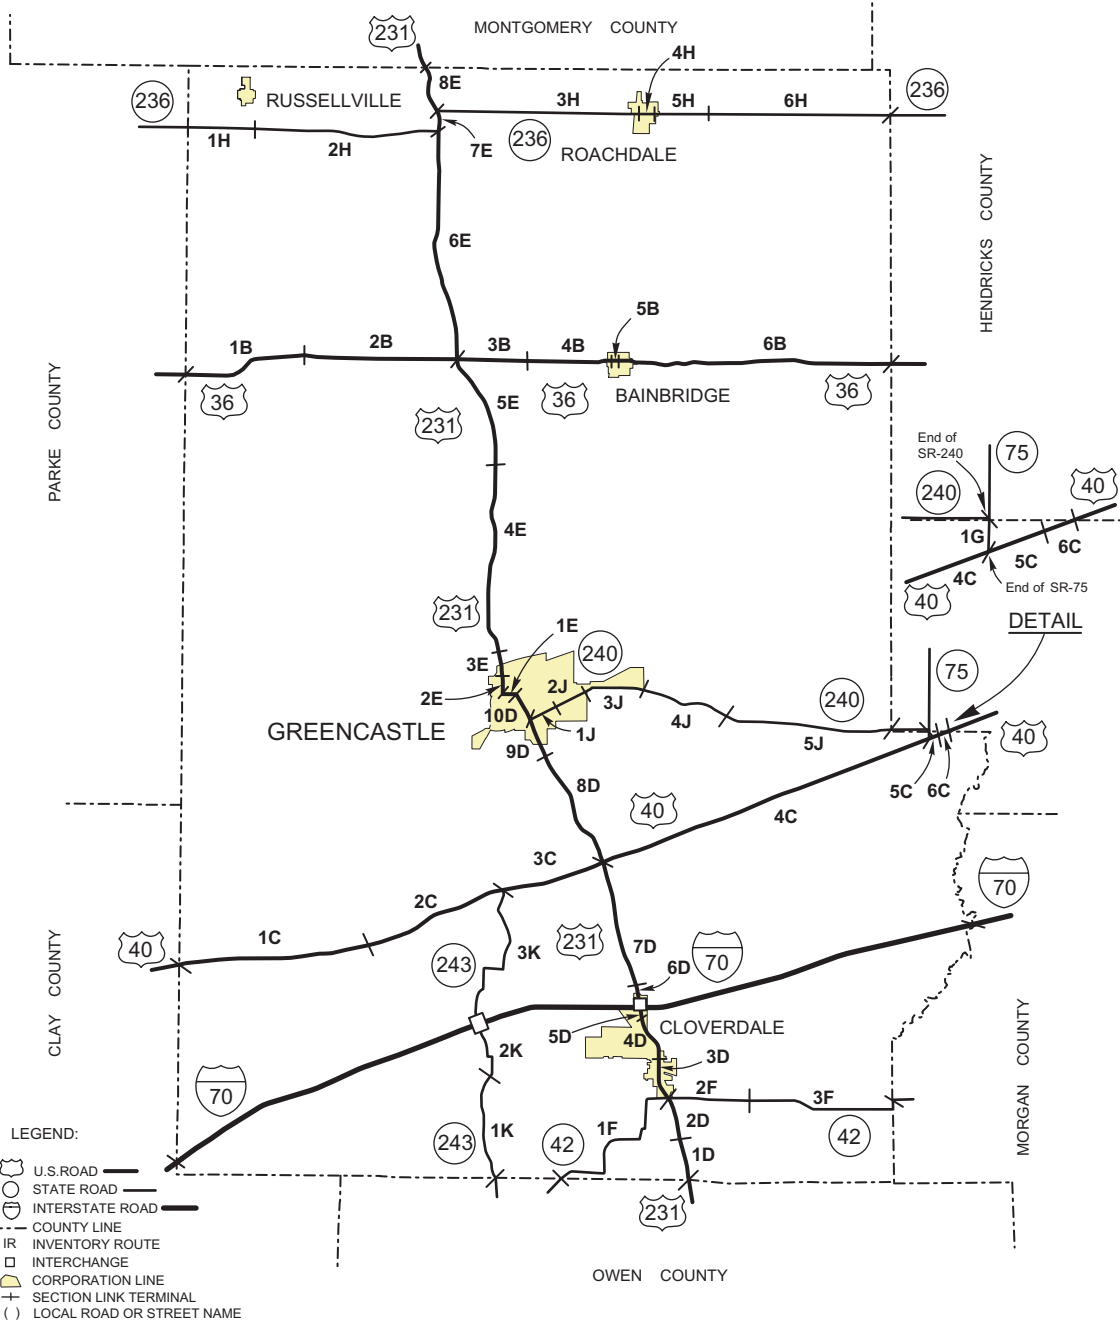 MONTGOMERY COUNTY
231
4H
8E
236
RUSSELLVILLE
3H
5H
6H
236
1H
2H
7E
236
ROACHDALE
HENDRICKS COUNTY
6E
5B
1B
2B
3B
4B
6B
36
36
BAINBRIDGE
36
5E
231
PARKE COUNTY
End of
SR-240
75
240
40
1G
5C
6C
4C
End of SR-75
40
4E
231
DETAIL
1E
240
3E
2E
2J
3J
75
10D
GREENCASTLE
1J
4J
240
5J
40
9D
8D
5C
6C
40
4C
3C
70
2C
1C
40
231
7D
70
3K
243
6D
CLAY COUNTY
5D
4D
CLOVERDALE
2K
3D
MORGAN COUNTY
70
2F
3F
1K
1F
2D
42
243
42
1D
231
OWEN COUNTY
LEGEND:
U.S.ROAD
STATE ROAD
INTERSTATE ROAD
COUNTY LINE
IR INVENTORY ROUTE
INTERCHANGE
CORPORATION LINE
SECTION LINK TERMINAL
( ) LOCAL ROAD OR STREET NAME